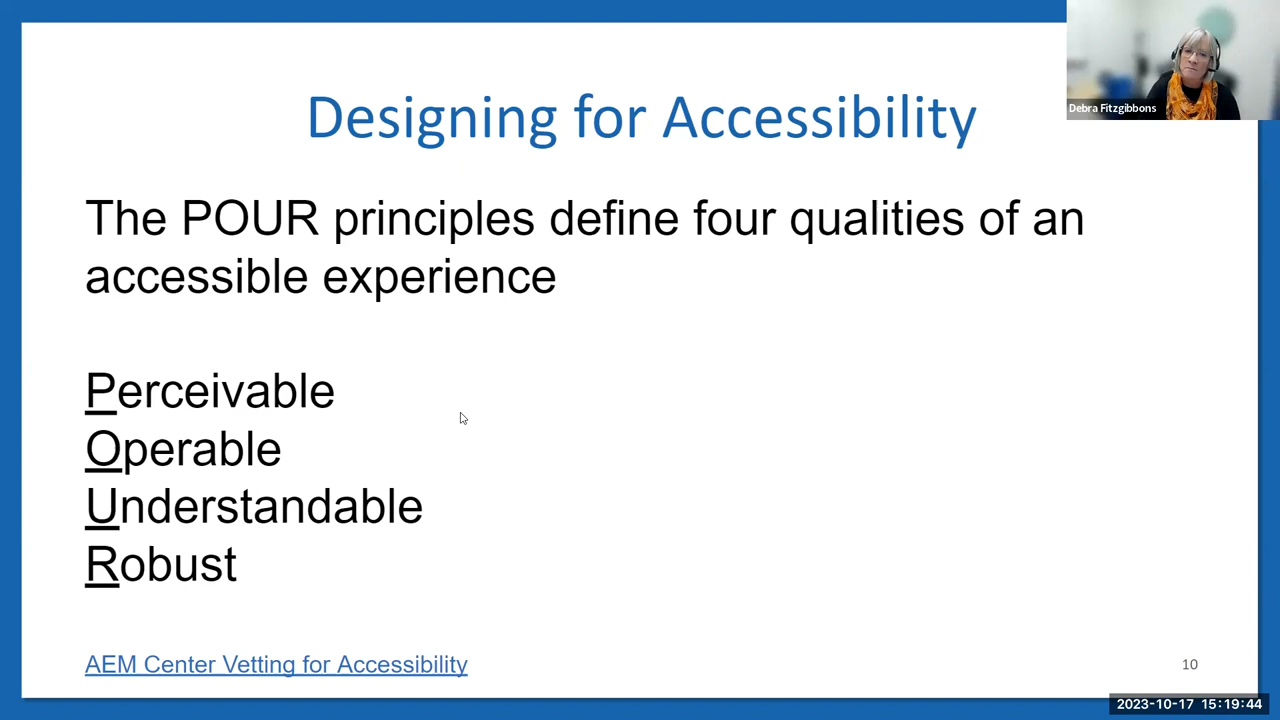 Designing for Accessibility
Debra Fitzgibbons
The POUR principles define four qualities of an
accessible experience
Perceivable
Operable
Understandable
Robust
AEM Center Vetting for Accessibility
10
2023-10-17 15:19:44